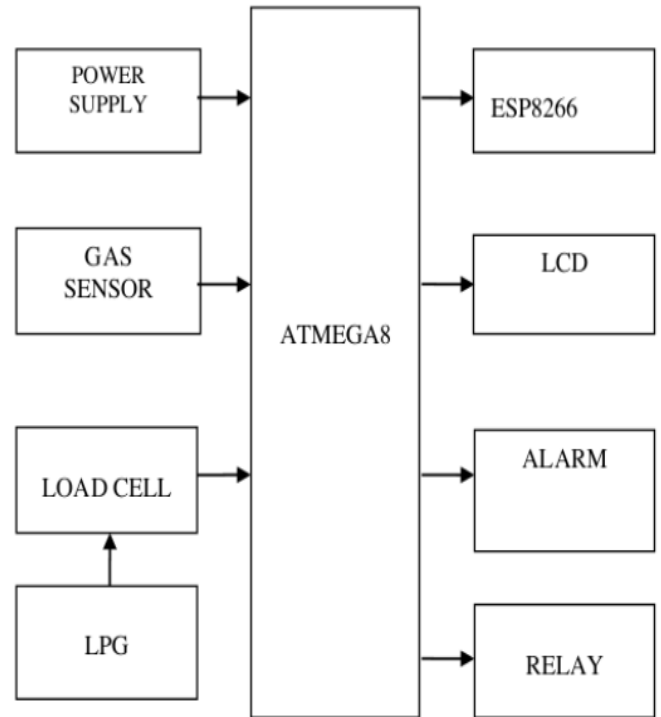 POWER
SUPPLY
GAS
SENSOR
LOAD CELL
LPG
ATMEGA8
ESP8266
LCD
ALARM
RELAY